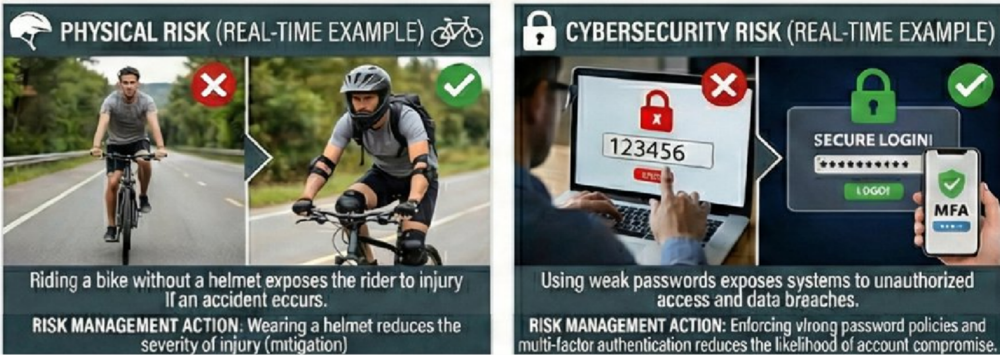 PHYSICAL RISK (REAL-TIME EXAMPLE)
Riding a bike without a helmet exposes the rider to injury
If an accident eccurs.
RISK MANAGEMENT ACTION: Wearing a helmet reduces the
severity of injury (mitigation)
CYBERSECURITY RISK (REAL-TIME EXAMPLE)
X
123456
SECURE LOGIN!
**********
LOGO!
MFA
Using weak passwords exposes systems to unauthorized
access and data breaches.
RISK MANAGEMENT ACTION: Enforcing vlrong password policies and
multi-factor authentication reduces the likelihood of account compromise.